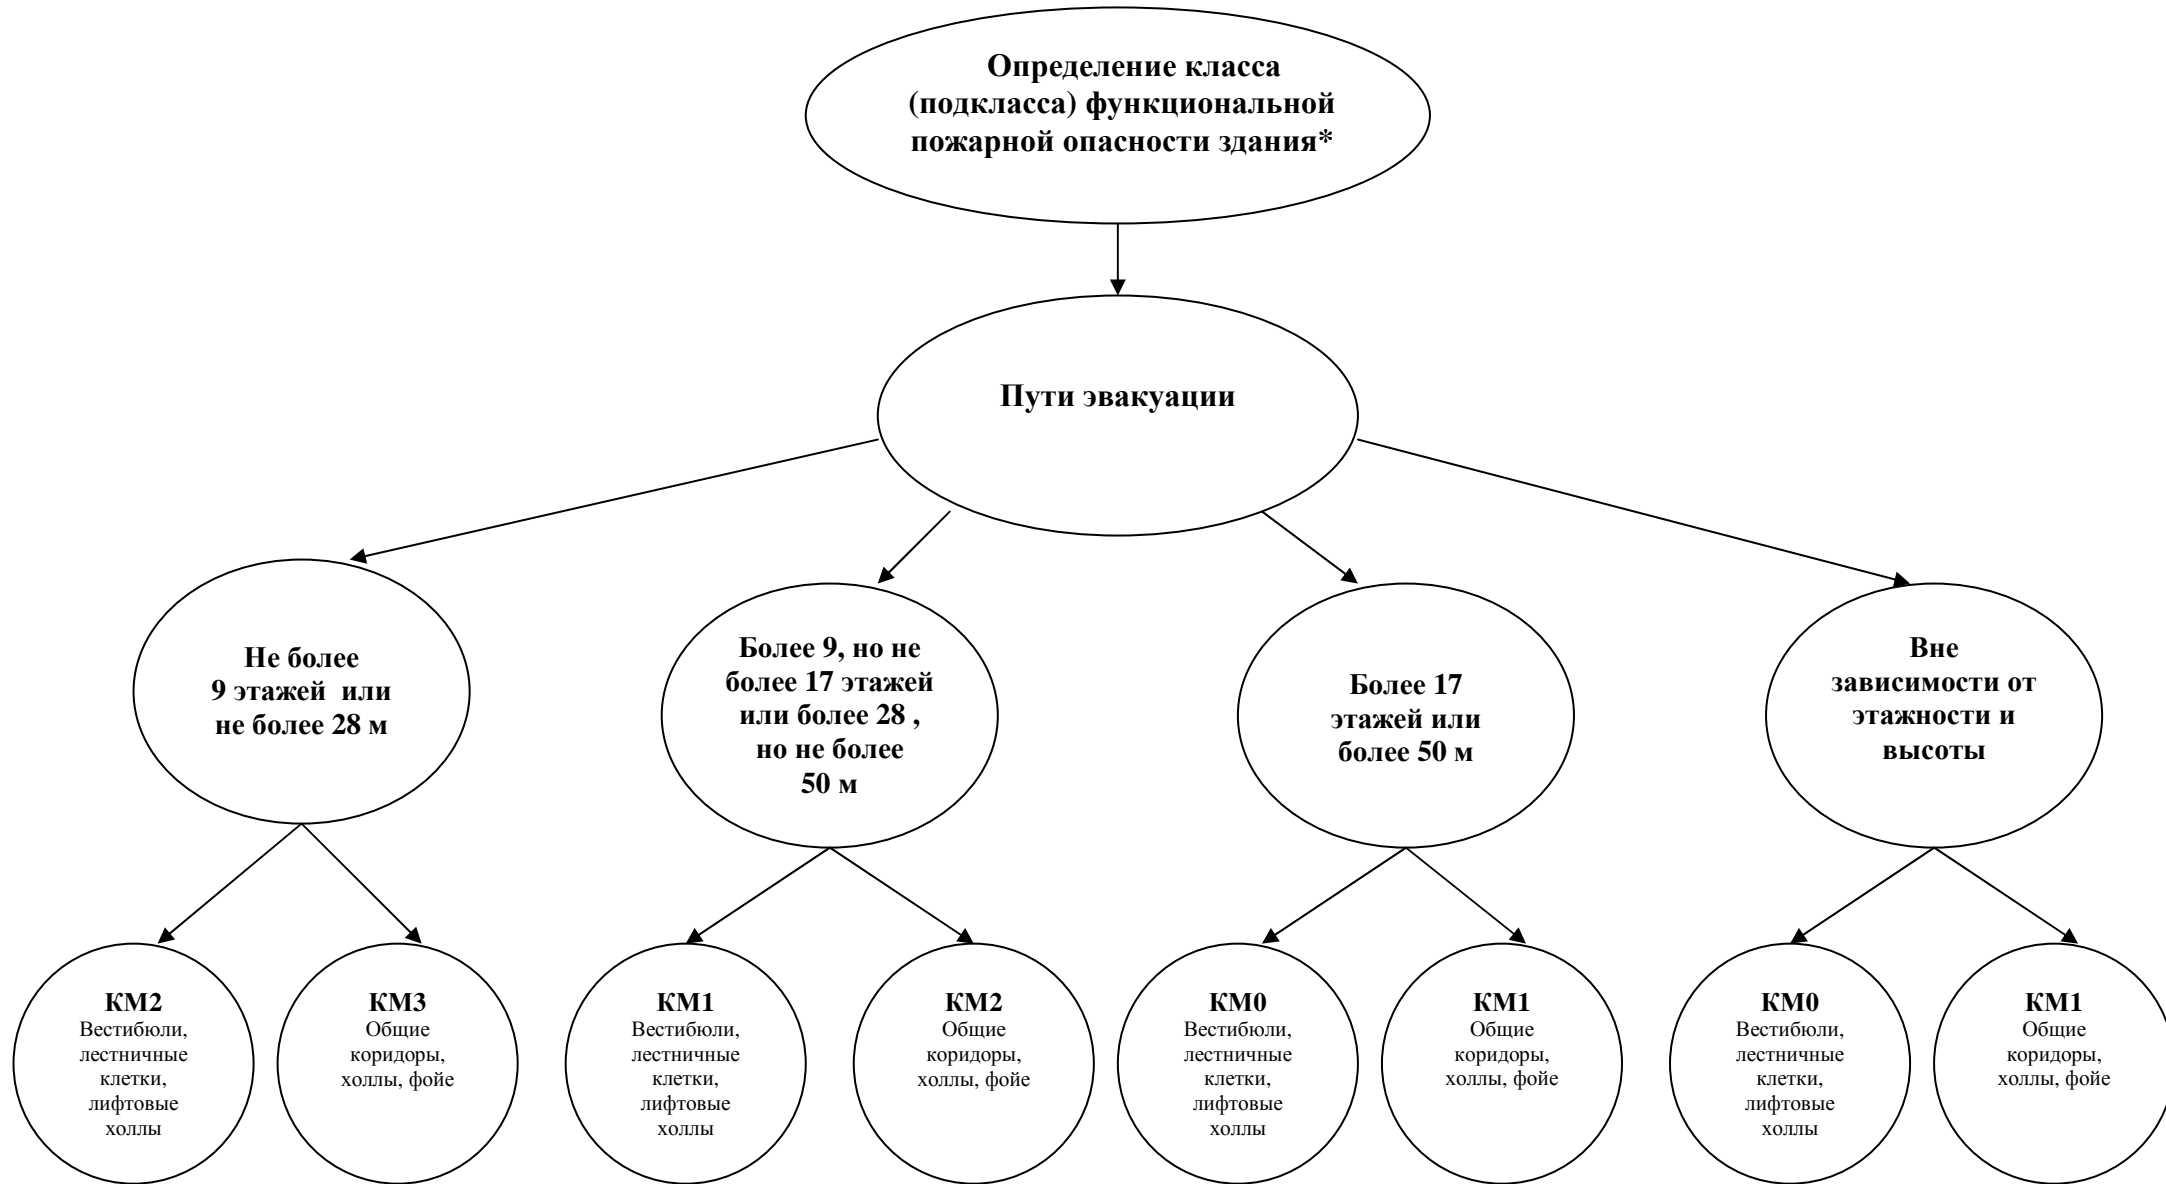 Определение класса
(подкласса) функциональной
пожарной опасности здания*
Пути эвакуации
Не более
9 этажей или
не более 28 м
Более 9, но не
более 17 этажей
или более 28 ,
но не более
50 м
Более 17
этажей или
более 50 м
Вне
зависимости от
этажности и
высоты
КМ2
Вестибюли,
лестничные
клетки,
лифтовые
холлы
КМ3
Общие
коридоры,
холлы, фойе
КМ1
Вестибюли,
лестничные
клетки,
лифтовые
холлы
КМ2
Общие
коридоры,
холлы, фойе
КМ0
Вестибюли,
лестничные
клетки,
лифтовые
холлы
КМ1
Общие
коридоры,
холлы, фойе
КМ0
Вестибюли,
лестничные
клетки,
лифтовые
холлы
КМ1
Общие
коридоры,
холлы, фойе